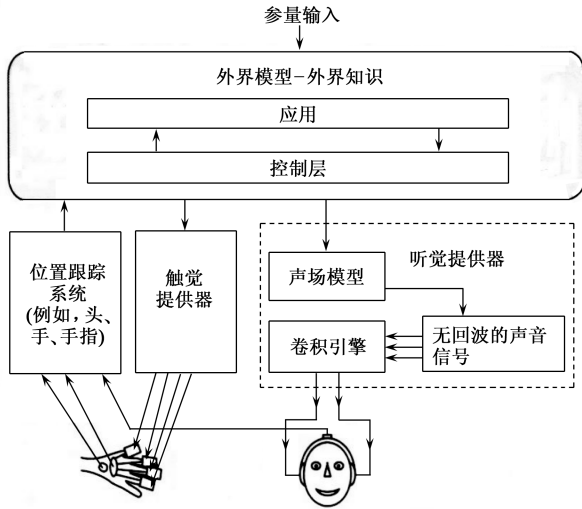 参量输入
外界模型-外界知识
应用
控制层
位置跟踪
系统
(例如,头、
手、手指)
触觉
提供器
听觉提供器
声场模型
卷积引擎
无回波的声音
信号